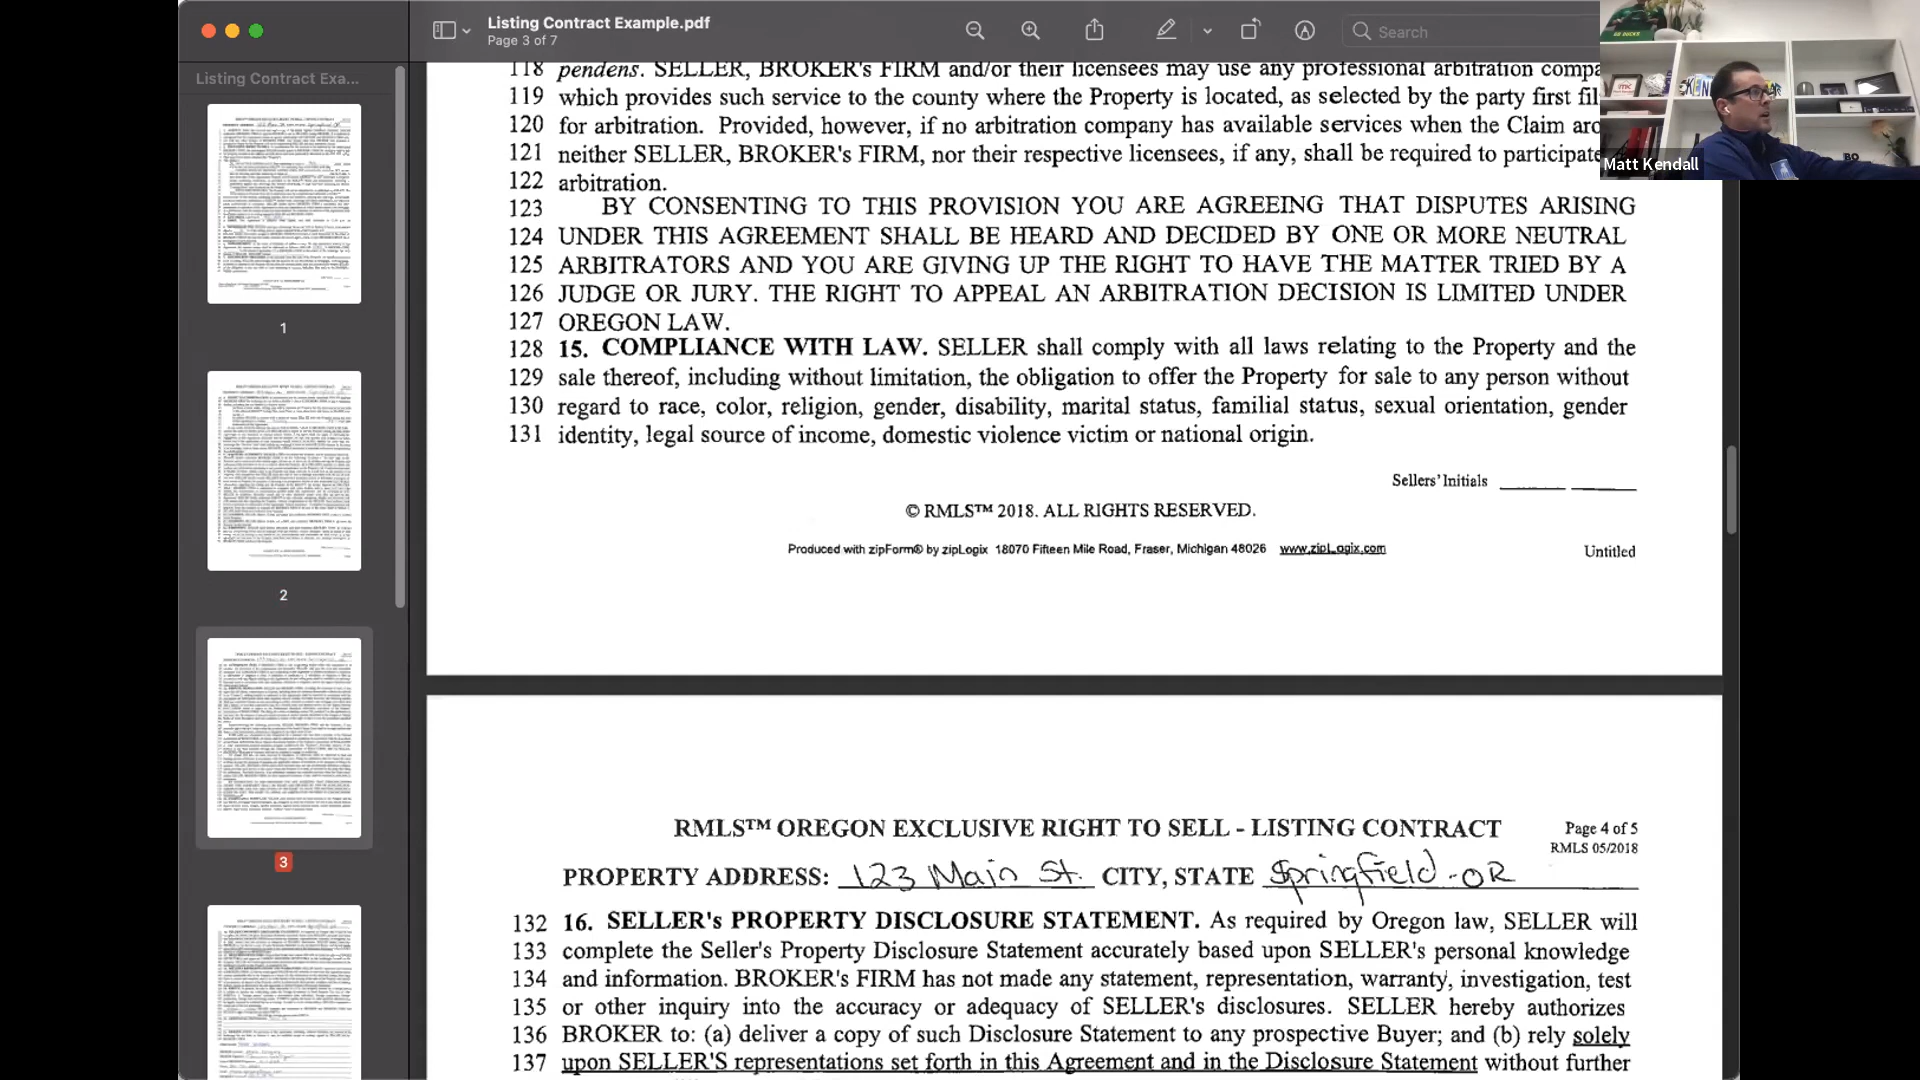 Listing Contract Example.pdf
Page 3 of 7
Search
GO DUCKS
Matt Kendall
Listing Contract Exa...
1
2
3
118 pendens. SELLER, BROKER's FIRM and/or their licensees may use any professional arbitration compa
119 which provides such service to the county where the Property is located, as selected by the party first fil
120 for arbitration. Provided, however, if no arbitration company has available services when the Claim aro
121 neither SELLER, BROKER's FIRM, nor their respective licensees, if any, shall be required to participate
122 arbitration.
123 BY CONSENTING TO THIS PROVISION YOU ARE AGREEING THAT DISPUTES ARISING
124 UNDER THIS AGREEMENT SHALL BE HEARD AND DECIDED BY ONE OR MORE NEUTRAL
125 ARBITRATORS AND YOU ARE GIVING UP THE RIGHT TO HAVE THE MATTER TRIED BY A
126 JUDGE OR JURY. THE RIGHT TO APPEAL AN ARBITRATION DECISION IS LIMITED UNDER
127 OREGON LAW.
128 15. COMPLIANCE WITH LAW. SELLER shall comply with all laws relating to the Property and the
129 sale thereof, including without limitation, the obligation to offer the Property for sale to any person without
130 regard to race, color, religion, gender, disability, marital status, familial status, sexual orientation, gender
131 identity, legal source of income, domestic violence victim or national origin.
Sellers' Initials
© RMLS™ 2018. ALL RIGHTS RESERVED.
Produced with zipForm® by zipLogix 18070 Fifteen Mile Road, Fraser, Michigan 48026 www.zipLogix.com
Untitled
RMLS™ OREGON EXCLUSIVE RIGHT TO SELL - LISTING CONTRACT
Page 4 of 5
RMLS 05/2018
PROPERTY ADDRESS: 123 Main St. CITY, STATE Springfield - OR
132 16. SELLER's PROPERTY DISCLOSURE STATEMENT. As required by Oregon law, SELLER will
133 complete the Seller's Property Disclosure Statement accurately based upon SELLER's personal knowledge
134 and information. BROKER's FIRM has not made any statement, representation, warranty, investigation, test
135 or other inquiry into the accuracy or adequacy of SELLER's disclosures. SELLER hereby authorizes
136 BROKER to: (a) deliver a copy of such Disclosure Statement to any prospective Buyer; and (b) rely solely
137 upon SELLER'S representations set forth in this Agreement and in the Disclosure Statement without further